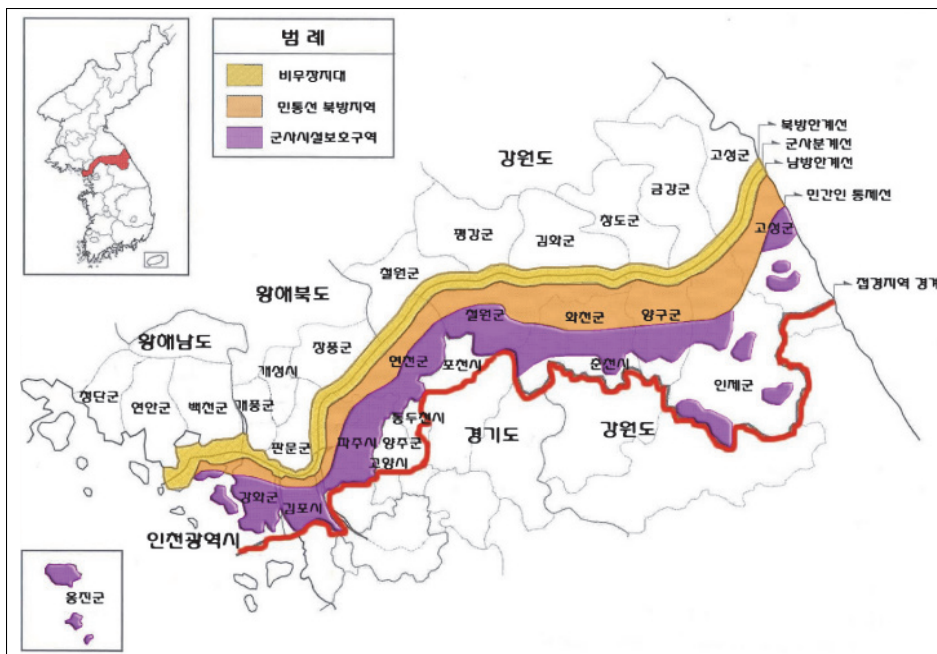 범 례
비무장지대
민통선 북방지역
군사시설보호구역
북방한계선
군사분계선
남방한계선
민간인 통제선
접경지역 경계
강원도
고성군
금강군
창도군
김화군
평강군
철원군
황해북도
황해남도
장풍군
개성시
개풍군
판문군
청단군
연안군
백천군
고성군
철원군
화천군
양구군
연천군
포천시
춘천시
인제군
동두천시
파주시
양주군
고양시
경기도
강원도
강화군
김포시
인천광역시
옹진군